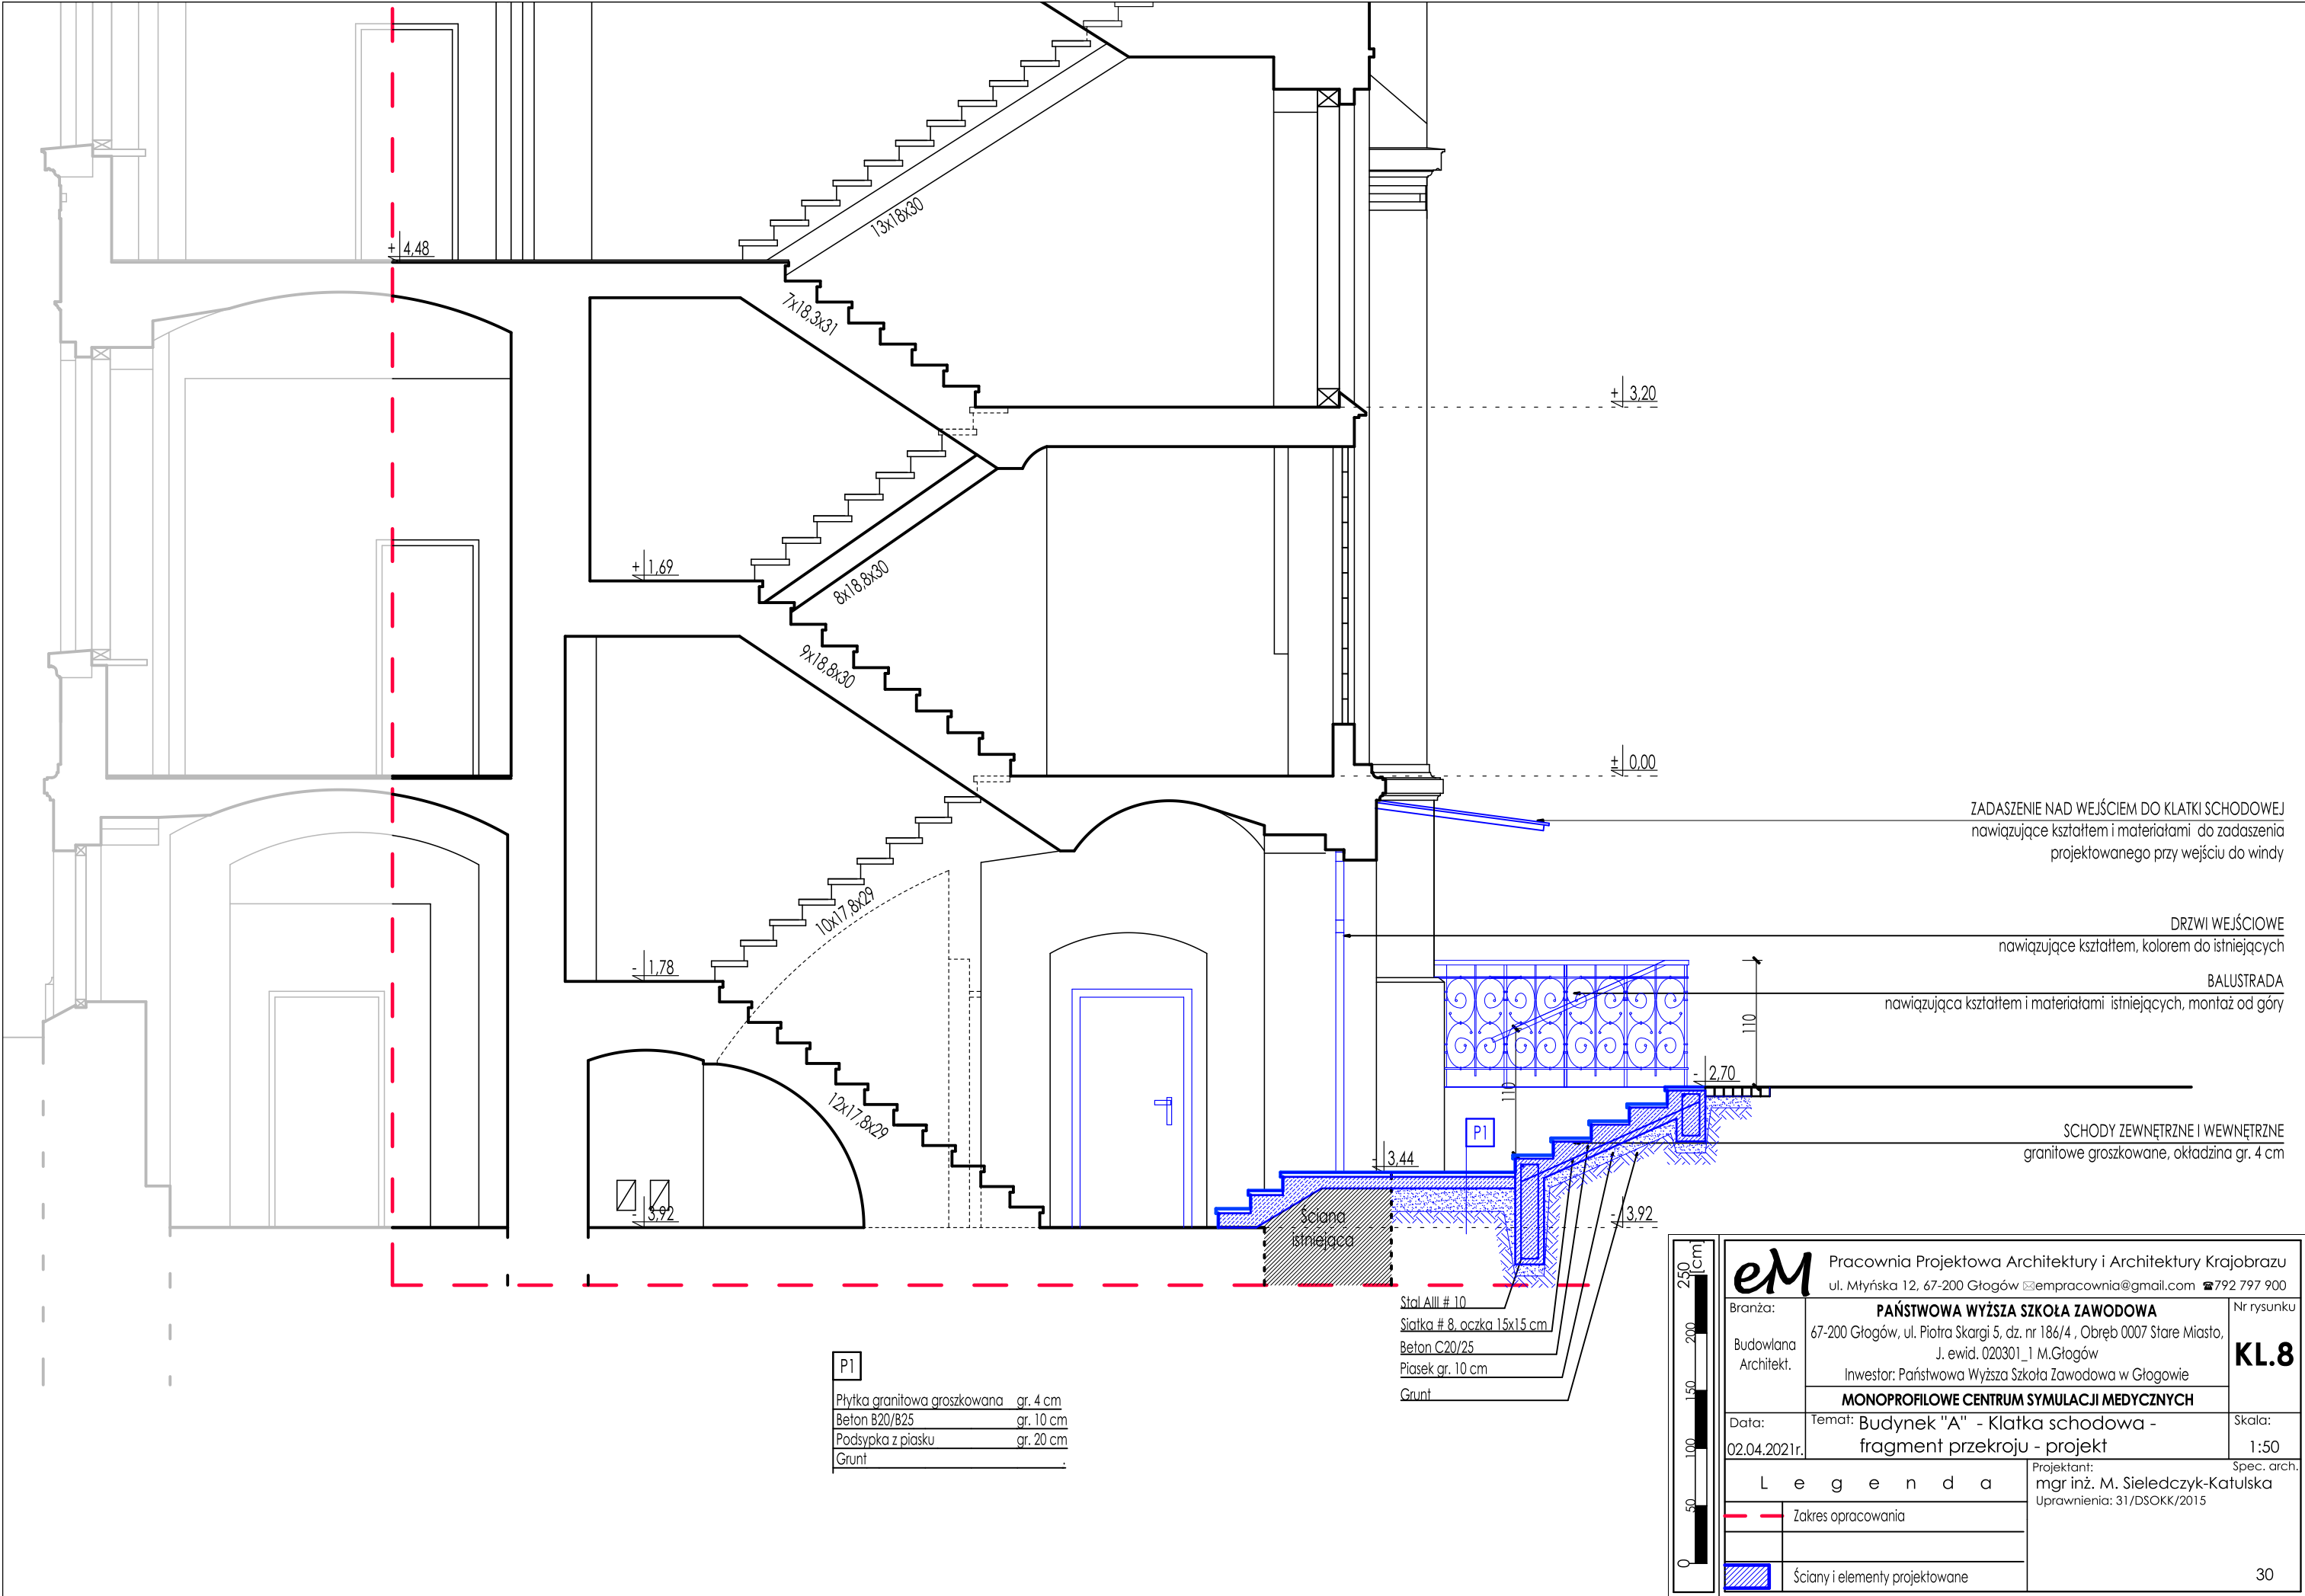 + 4,48
13x18x30
7x18,3x31
+ 3,20
+ 1,69
8x18,8x30
9x18,8x30
± 0,00
ZADASZENIE NAD WEJŚCIEM DO KLATKI SCHODOWEJ
nawiązujące kształtem i materiałami do zadaszenia
projektowanego przy wejściu do windy
10x17,8x29
DRZWI WEJŚCIOWE
nawiązujące kształtem, kolorem do istniejących
- 1,78
BALUSTRADA
nawiązująca kształtem i materiałami istniejących, montaż od góry
110
110
- 2,70
12x17,8x29
P1
SCHODY ZEWNĘTRZNE I WEWNĘTRZNE
granitowe groszkowane, okładzina gr. 4 cm
- 3,44
- 3,92
Ściana
istniejąca
- 3,92
Stal AIII # 10
Siatka # 8, oczka 15x15 cm
Beton C20/25
Piasek gr. 10 cm
Grunt
P1
Płytka granitowa groszkowana gr. 4 cm
Beton B20/B25 gr. 10 cm
Podsypka z piasku gr. 20 cm
Grunt .
[cm]
250
200
150
100
50
0
eM
Pracownia Projektowa Architektury i Architektury Krajobrazu
ul. Młyńska 12, 67-200 Głogów ✉empracownia@gmail.com ☎792 797 900
Branża:
Budowlana
Architekt.
PAŃSTWOWA WYŻSZA SZKOŁA ZAWODOWA
67-200 Głogów, ul. Piotra Skargi 5, dz. nr 186/4 , Obręb 0007 Stare Miasto,
J. ewid. 020301_1 M.Głogów
Inwestor: Państwowa Wyższa Szkoła Zawodowa w Głogowie
MONOPROFILOWE CENTRUM SYMULACJI MEDYCZNYCH
Nr rysunku
KL.8
Data:
02.04.2021r.
Temat: Budynek "A" - Klatka schodowa -
fragment przekroju - projekt
Skala:
1:50
L e g e n d a
Projektant: Spec. arch.
mgr inż. M. Sieledczyk-Katulska
Uprawnienia: 31/DSOKK/2015
Zakres opracowania
Ściany i elementy projektowane
30